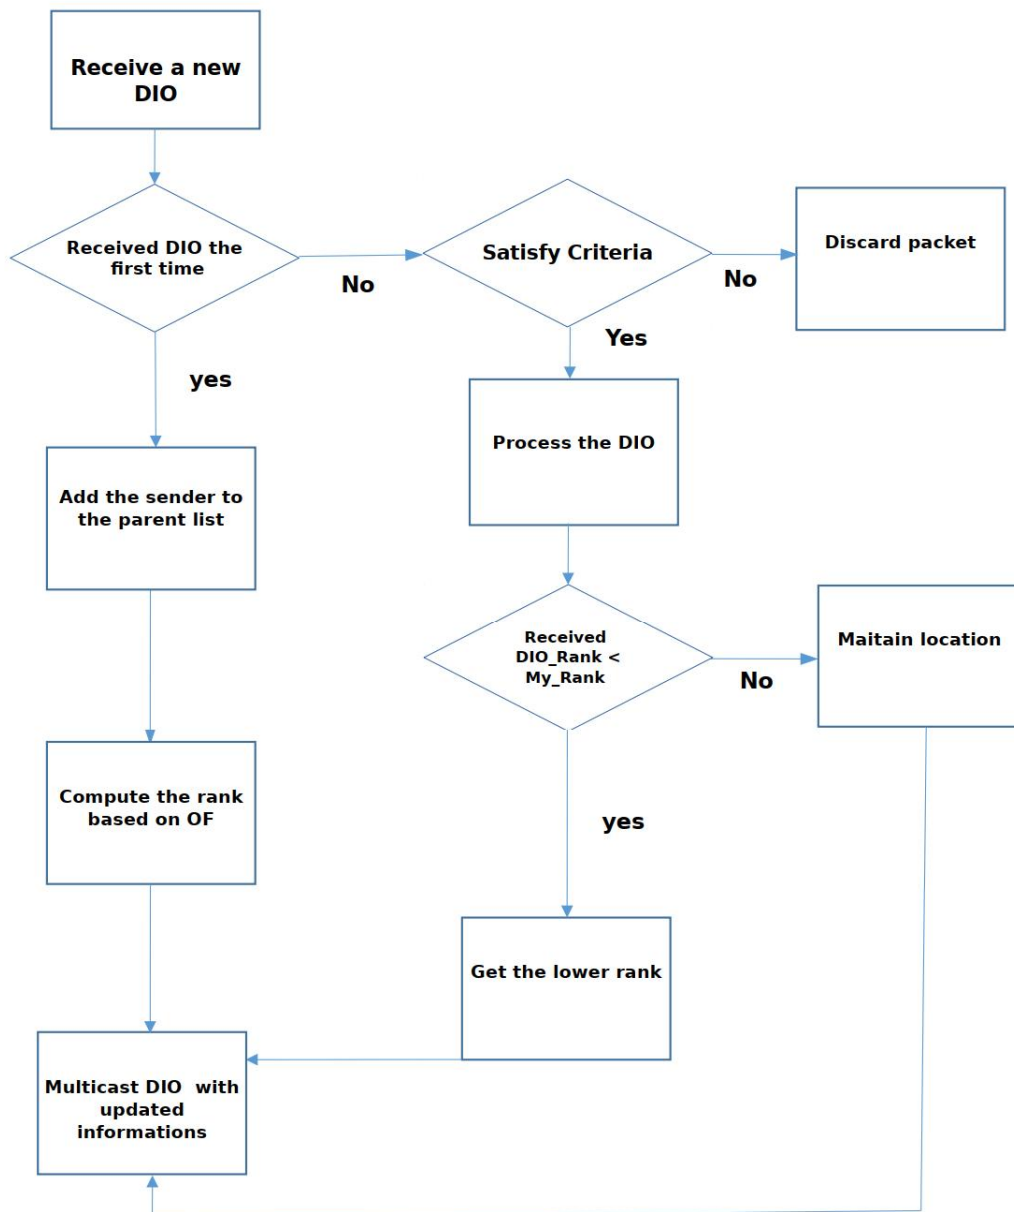 Receive a new
DIO
Received DIO the
first time
No
Satisfy Criteria
No
Discard packet
Yes
yes
Process the DIO
Add the sender to
the parent list
Received
DIO_Rank <
My_Rank
No
Maitain location
Compute the rank
based on OF
yes
Get the lower rank
Multicast DIO with
updated
informations